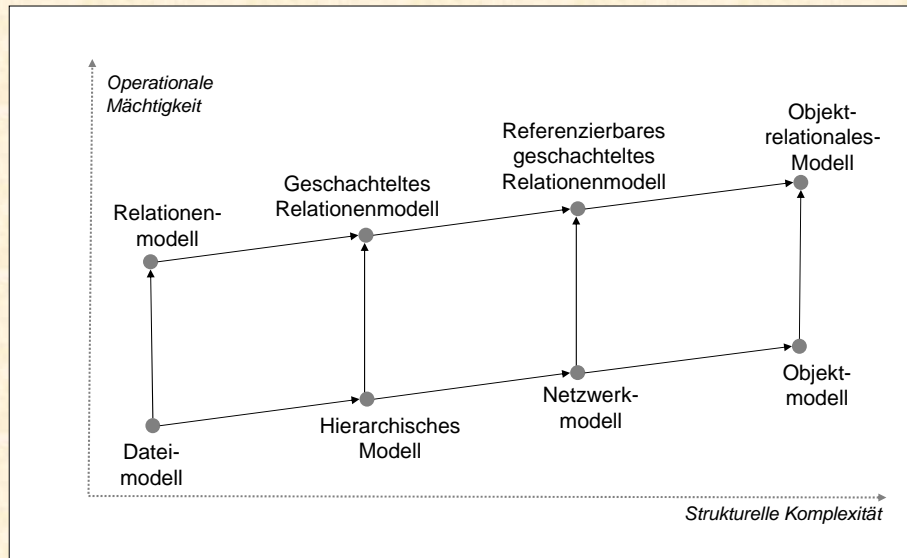 Operationale
Mächtigkeit
Objekt-
relationales-
Modell
Referenzierbares
geschachteltes
Relationenmodell
Geschachteltes
Relationenmodell
Relationen-
modell
Datei-
modell
Hierarchisches
Modell
Netzwerk-
modell
Objekt-
modell
Strukturelle Komplexität